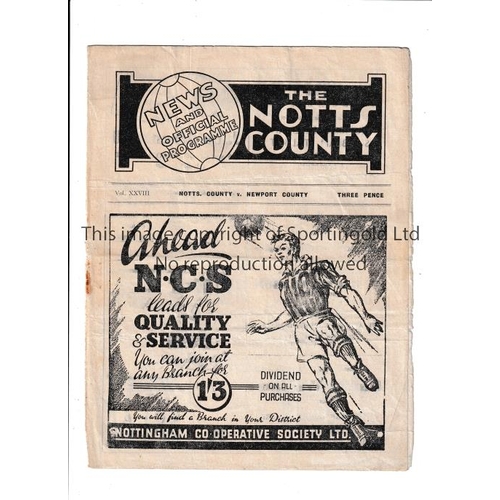 NEWS
AND
OFFICIAL
PROGRAMME
THE
NOTTS
COUNTY
Vol. XXVIII
NOTTS. COUNTY v. NEWPORT COUNTY
THREE PENCE
This image copyright of Sportingold Ltd
No reproduction allowed
Ahead
N·C·S
leads for
QUALITY
& SERVICE
You can join at
any Branch for
1'3
DIVIDEND
ON ALL
PURCHASES
You will find a Branch in Your District
NOTTINGHAM CO-OPERATIVE SOCIETY LTD.